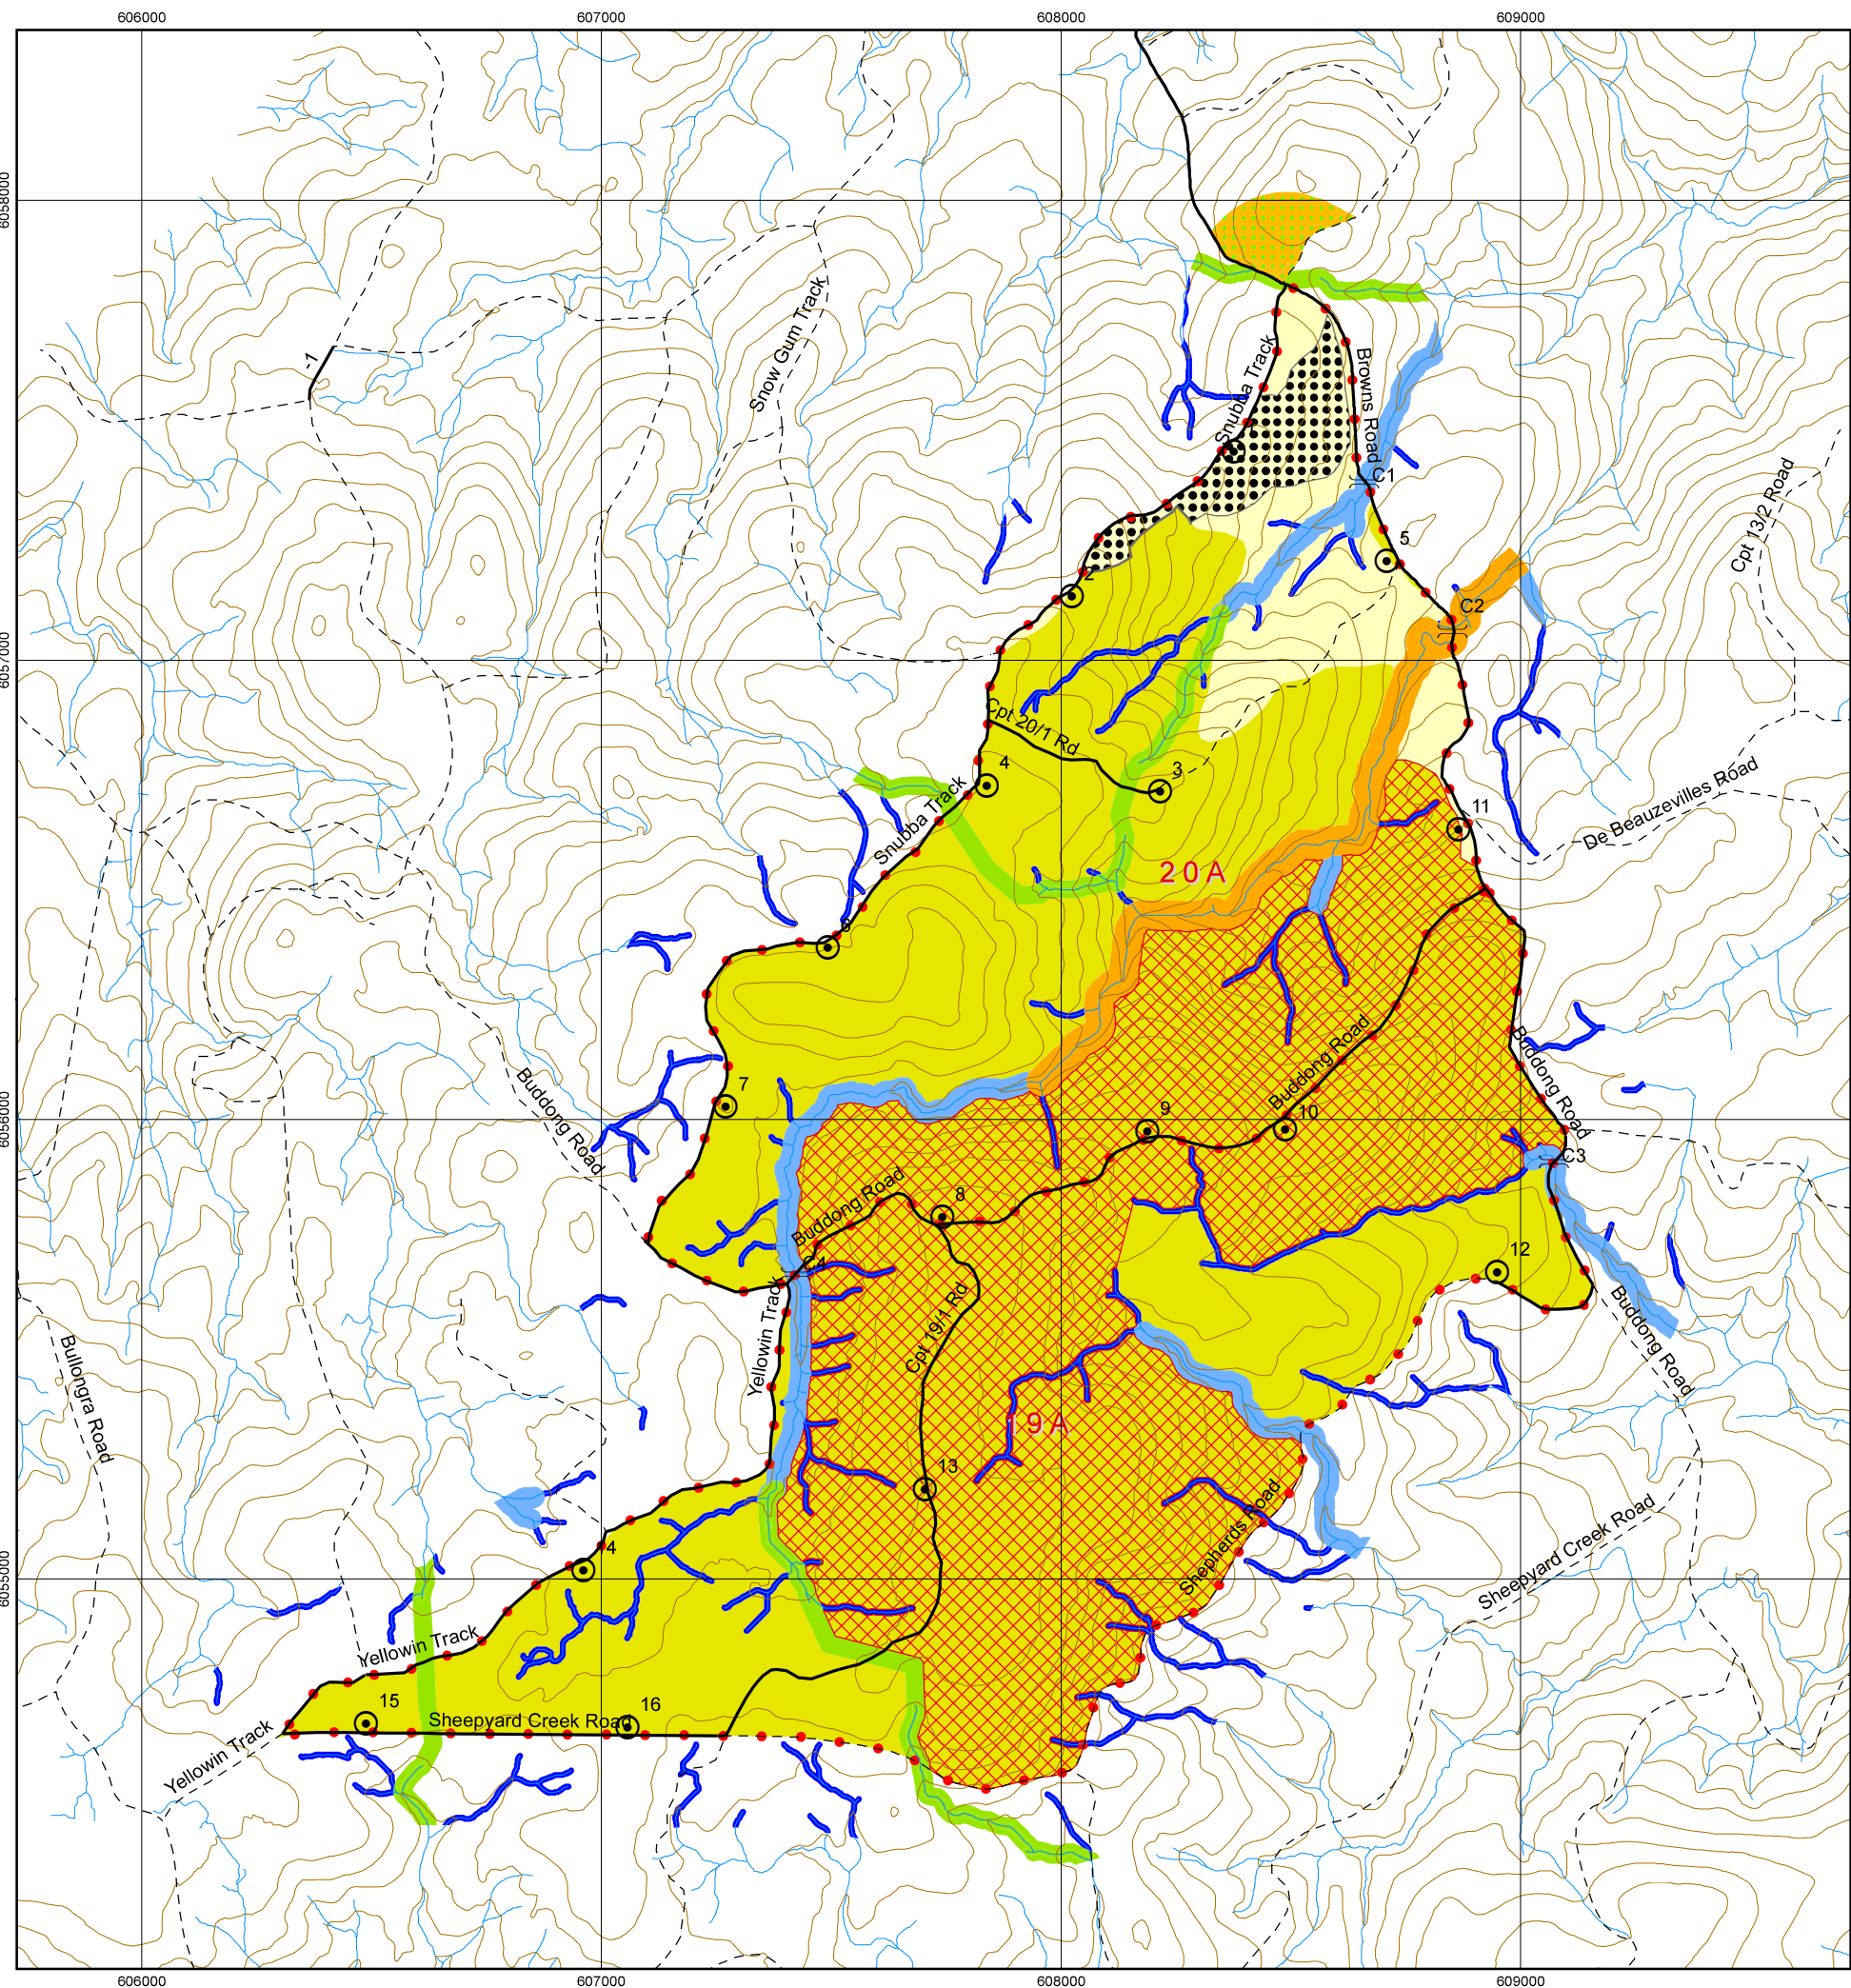 606000
607000
608000
609000
6058000
6057000
6056000
6055000
1
Snow Gum Track
Snubba Track
Browns Road
C1
Cpt 13/2 Road
5
2
C2
Cpt 20/1 Rd
4
3
Snubba Track
11
De Beauzevilles Road
20A
6
Buddong Road
Buddong Road
Buddong Road
7
9
10
C3
Buddong Road
8
C4
12
Yellowin Track
Cpt 19/1 Rd
Buddong Road
Bullongra Road
19A
13
Shepherds Road
Sheepyard Creek Road
4
Yellowin Track
15
16
Sheepyard Creek Road
Yellowin Track
606000
607000
608000
609000